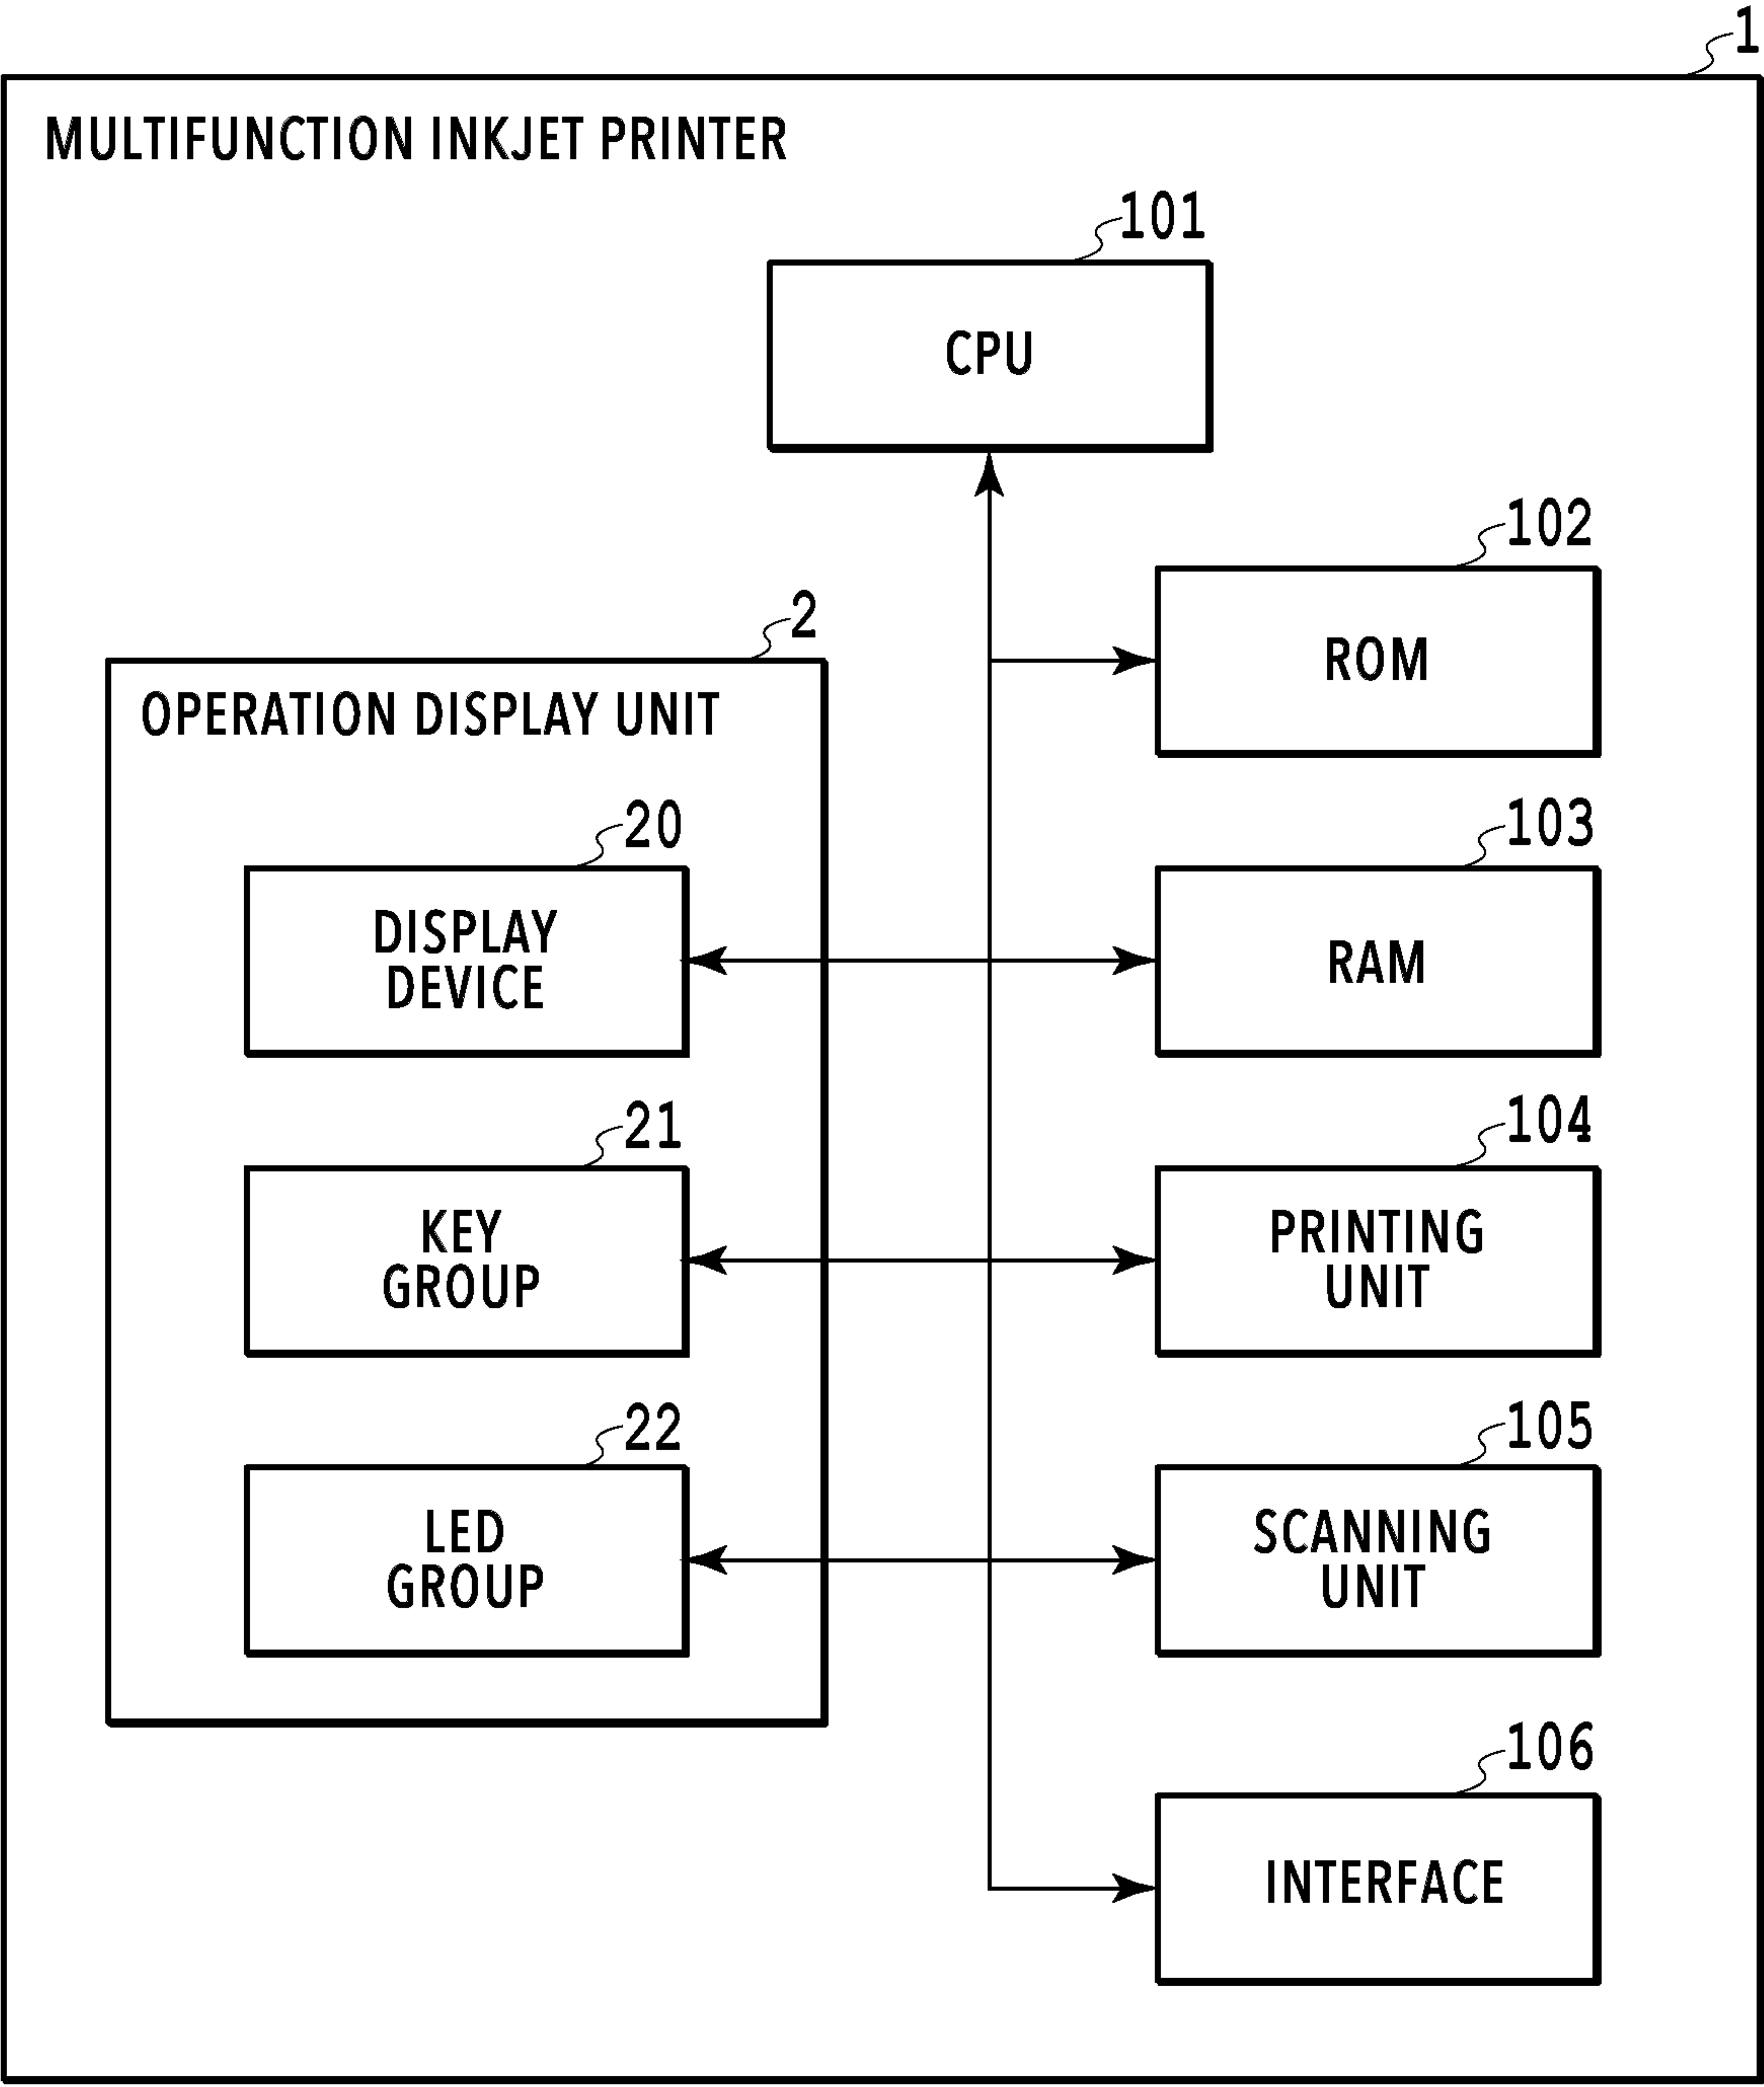 1
MULTIFUNCTION INKJET PRINTER
101
CPU
102
ROM
2
OPERATION DISPLAY UNIT
20
DISPLAY
DEVICE
103
RAM
21
KEY
GROUP
104
PRINTING
UNIT
22
LED
GROUP
105
SCANNING
UNIT
106
INTERFACE